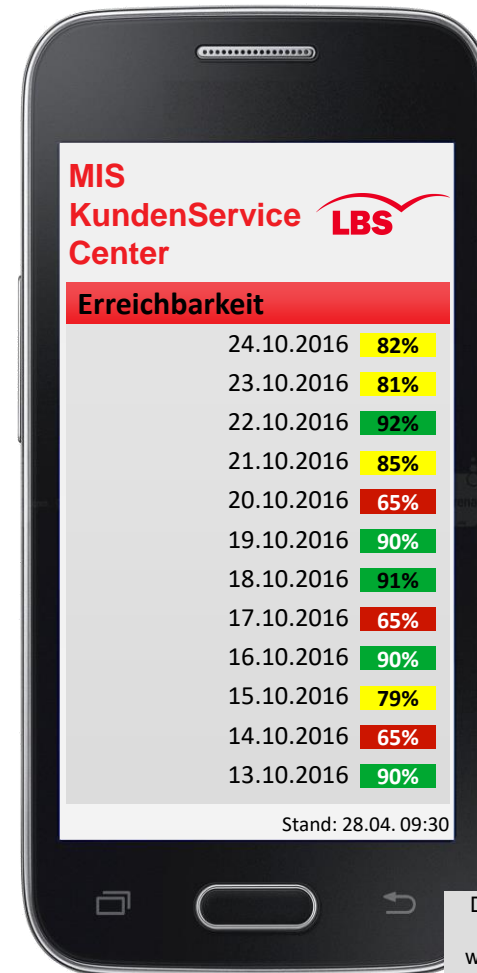 MIS
KundenService
Center
LBS
Erreichbarkeit
24.10.2016 82%
23.10.2016 81%
22.10.2016 92%
21.10.2016 85%
20.10.2016 65%
19.10.2016 90%
18.10.2016 91%
17.10.2016 65%
16.10.2016 90%
15.10.2016 79%
14.10.2016 65%
13.10.2016 90%
Stand: 28.04. 09:30